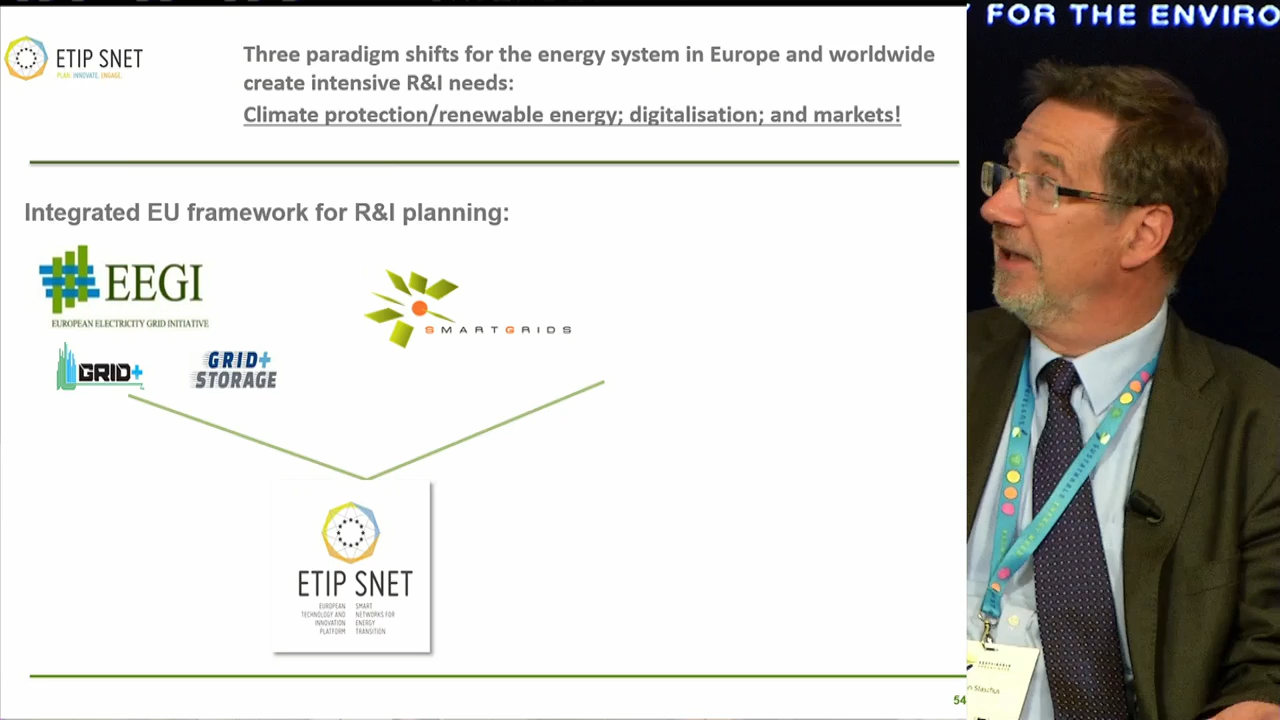 FOR THE ENVIRO
ETIP SNET
PLAN. INNOVATE. ENGAGE.
Three paradigm shifts for the energy system in Europe and worldwide
create intensive R&I needs:
Climate protection/renewable energy; digitalisation; and markets!
Integrated EU framework for R&I planning:
EEGI
EUROPEAN ELECTRICITY GRID INITIATIVE
SMARTGRIDS
GRID+
GRID+
STORAGE
ETIP SNET
EUROPEAN SMART
TECHNOLOGY AND NETWORKS FOR
INNOVATION ENERGY
PLATFORM TRANSITION
54
Staschus